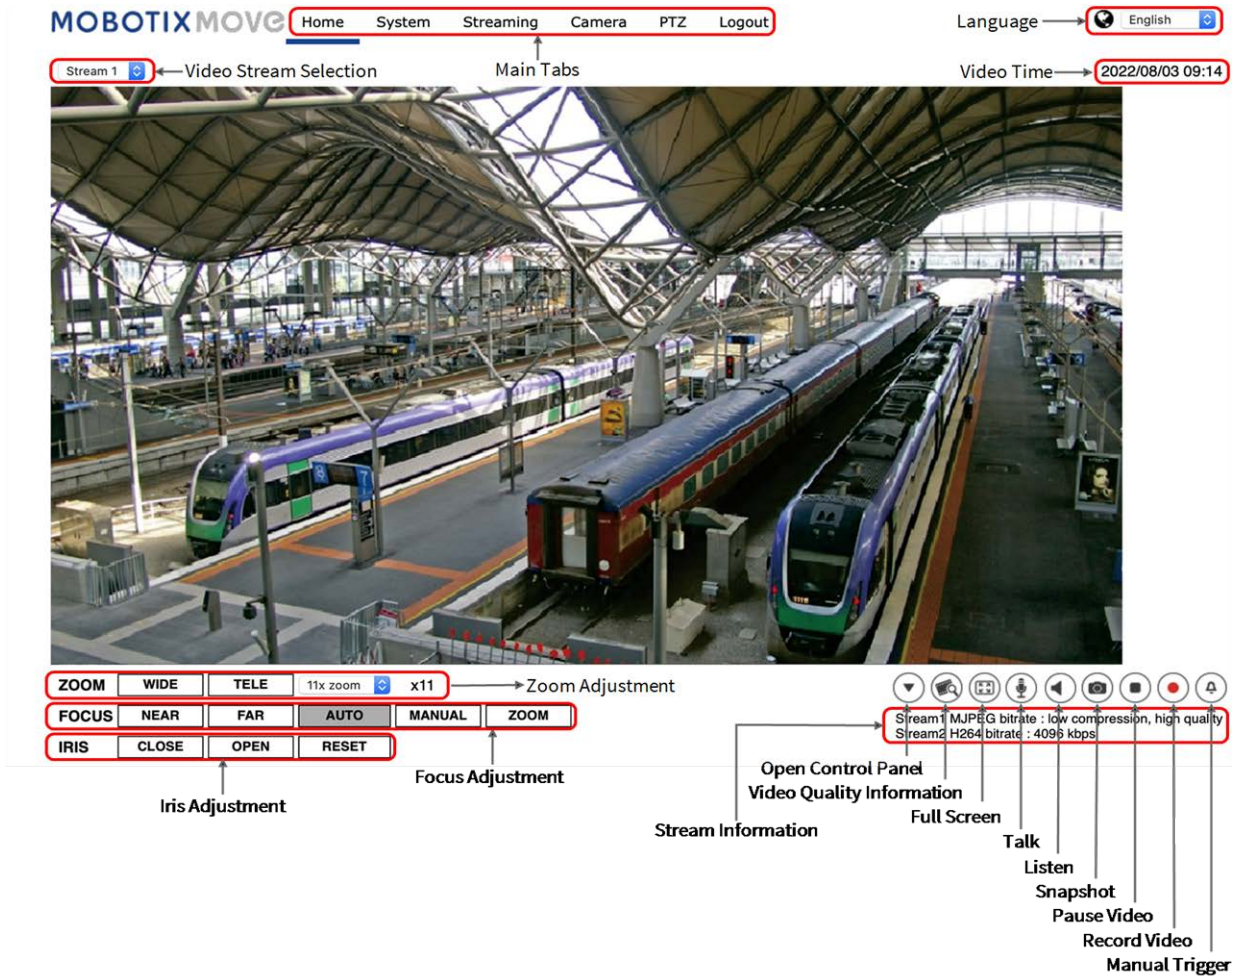 MOBOTIXMOVE Home System Streaming Camera PTZ Logout Language English
Stream 1 Video Stream Selection Main Tabs Video Time 2022/08/03 09:14
ZOOM WIDE TELE 11x zoom x11 Zoom Adjustment
FOCUS NEAR FAR AUTO MANUAL ZOOM
Stream1 MJPEG bitrate : low compression, high quality
Stream2 H264 bitrate : 4096 kbps
IRIS CLOSE OPEN RESET
Focus Adjustment
Iris Adjustment
Open Control Panel
Video Quality Information
Full Screen
Stream Information
Talk
Listen
Snapshot
Pause Video
Record Video
Manual Trigger